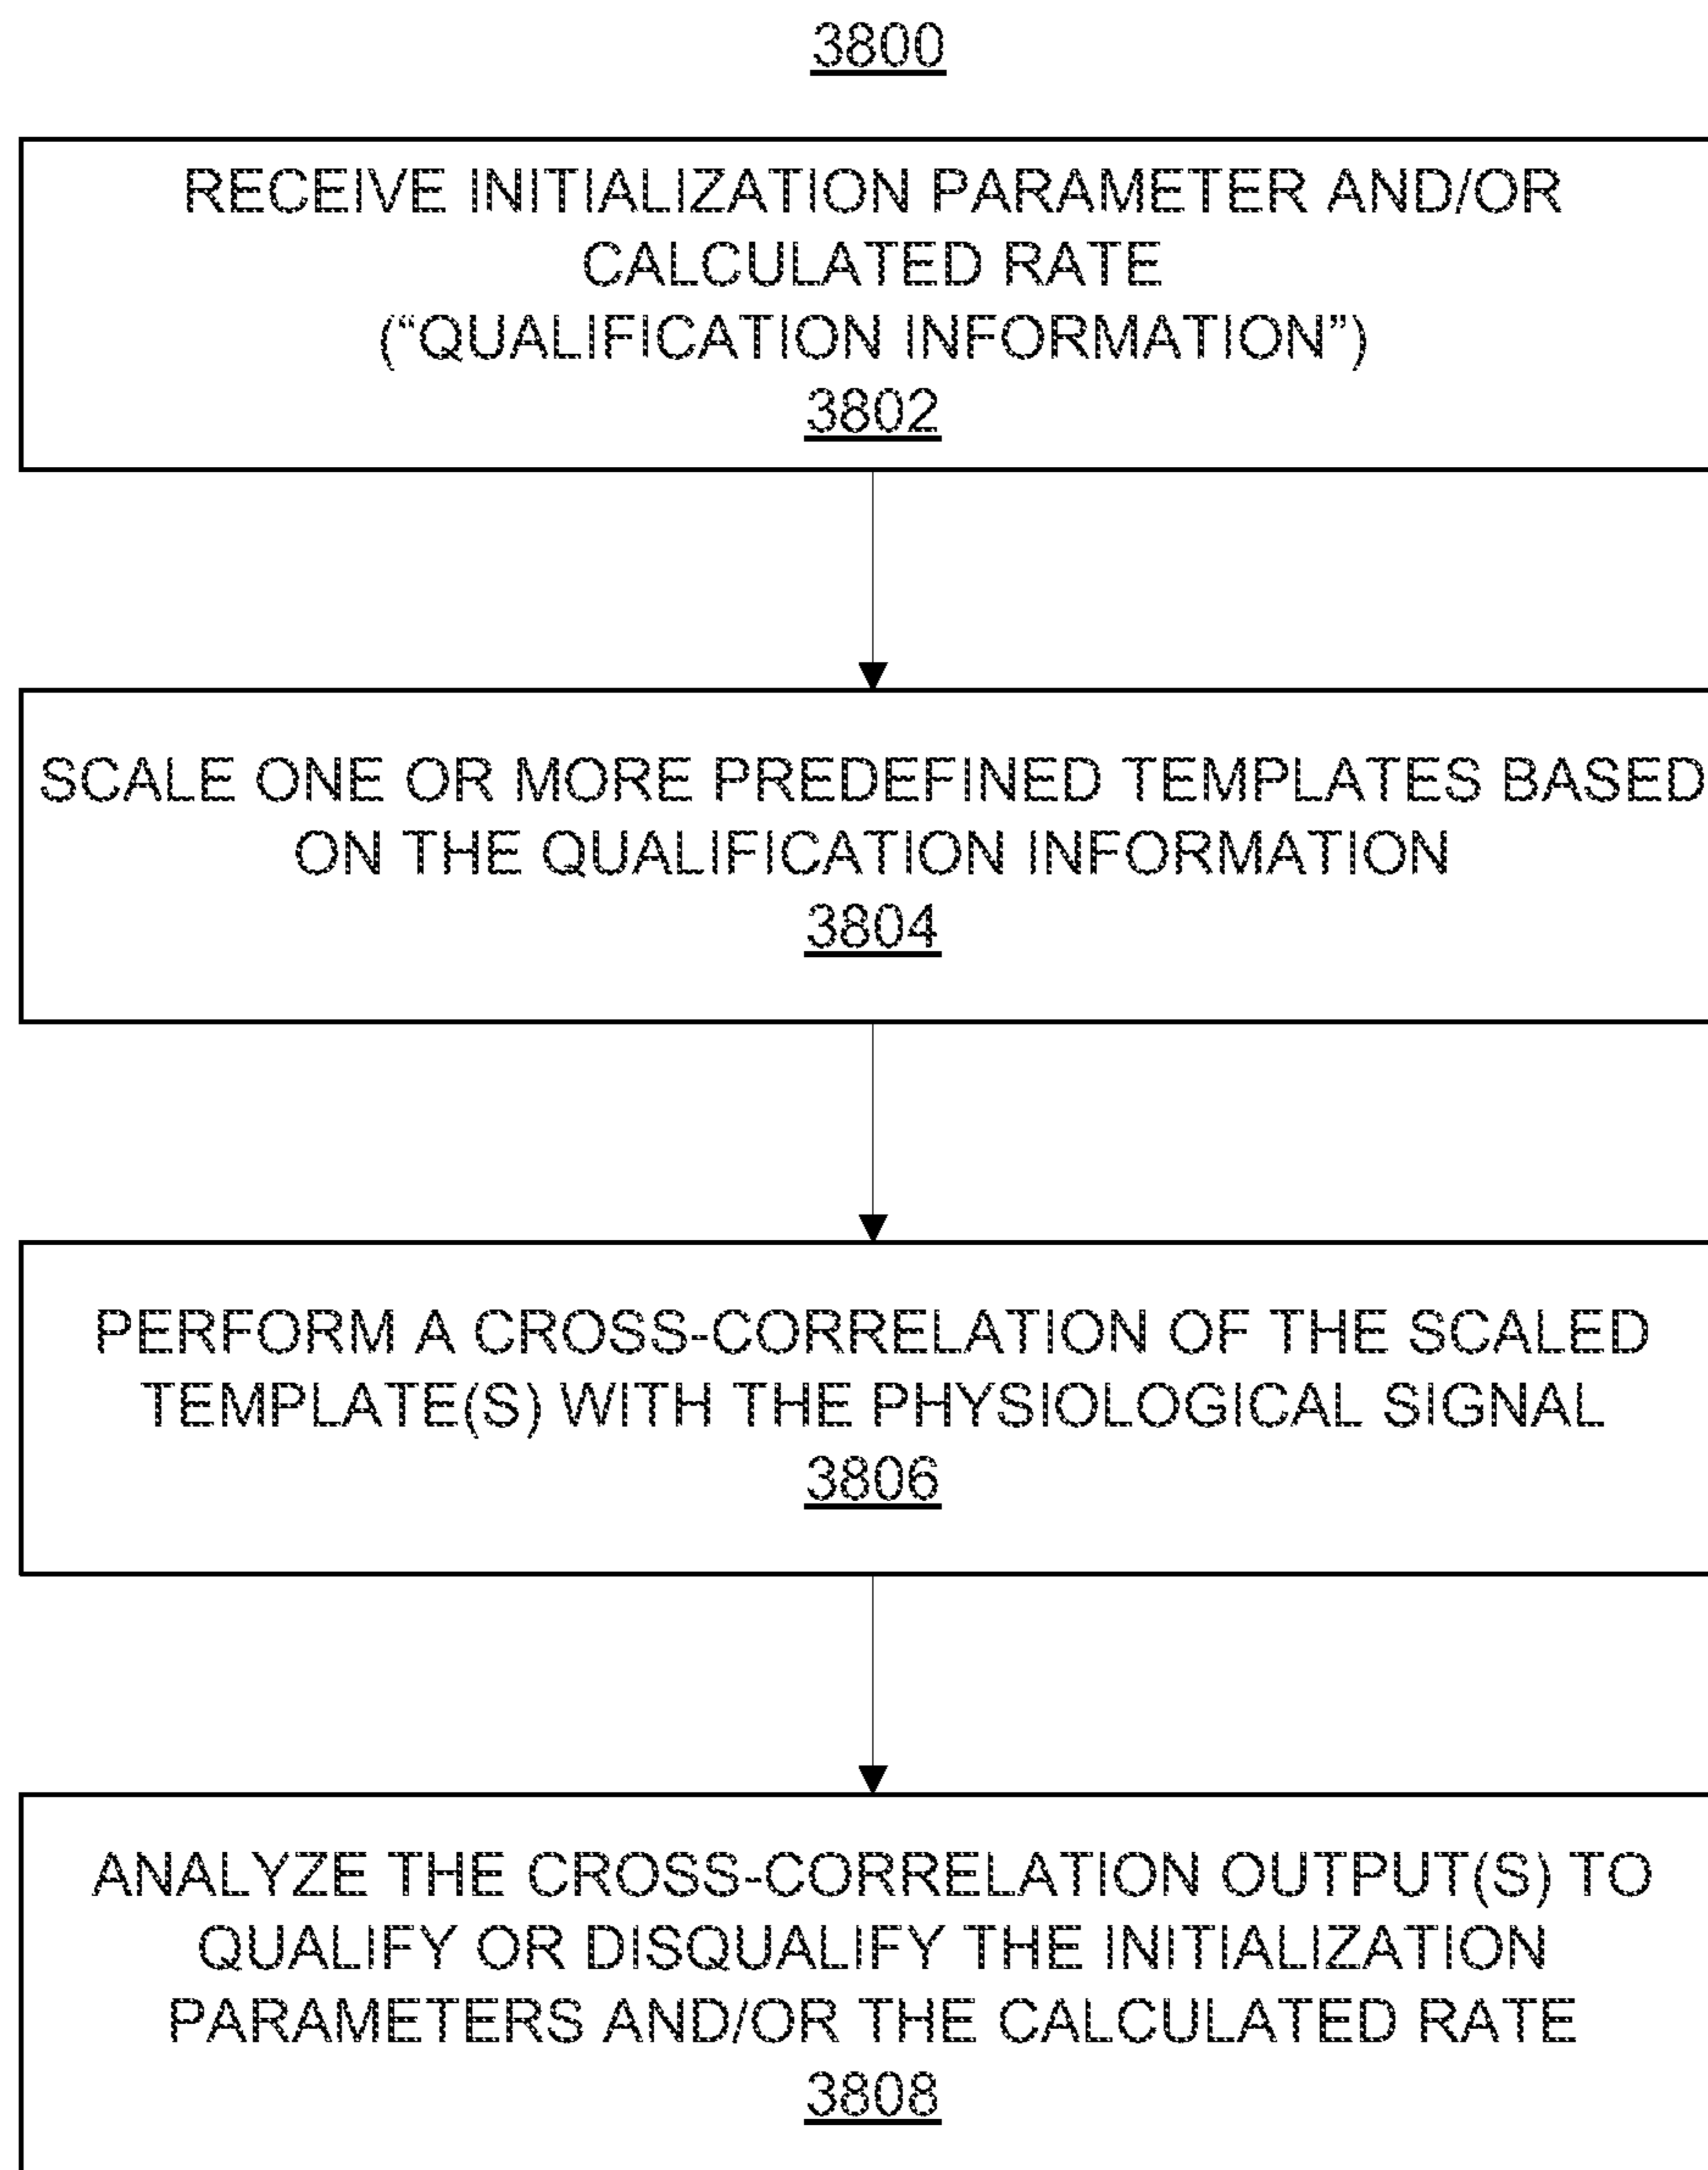 3800
RECEIVE INITIALIZATION PARAMETER AND/OR
CALCULATED RATE
(“QUALIFICATION INFORMATION”)
3802
SCALE ONE OR MORE PREDEFINED TEMPLATES BASED
ON THE QUALIFICATION INFORMATION
3804
PERFORM A CROSS-CORRELATION OF THE SCALED
TEMPLATE(S) WITH THE PHYSIOLOGICAL SIGNAL
3806
ANALYZE THE CROSS-CORRELATION OUTPUT(S) TO
QUALIFY OR DISQUALIFY THE INITIALIZATION
PARAMETERS AND/OR THE CALCULATED RATE
3808